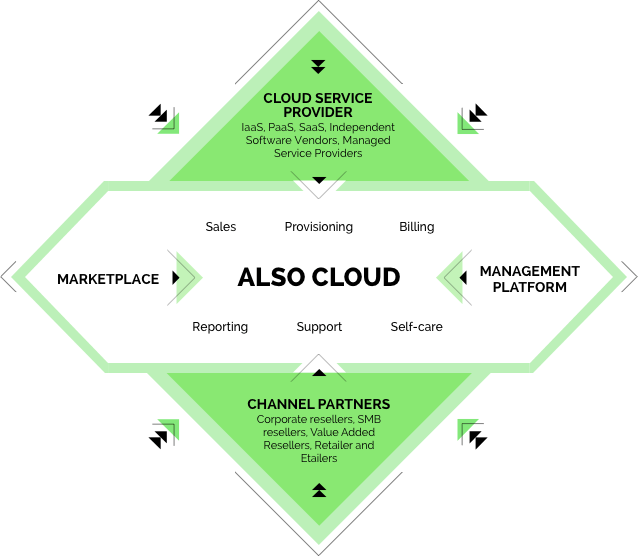 CLOUD SERVICE
PROVIDER
IaaS, PaaS, SaaS, Independent
Software Vendors, Managed
Service Providers
Sales Provisioning Billing
MARKETPLACE
ALSO CLOUD
MANAGEMENT
PLATFORM
Reporting Support Self-care
CHANNEL PARTNERS
Corporate resellers, SMB
resellers, Value Added
Resellers, Retailer and
Etailers